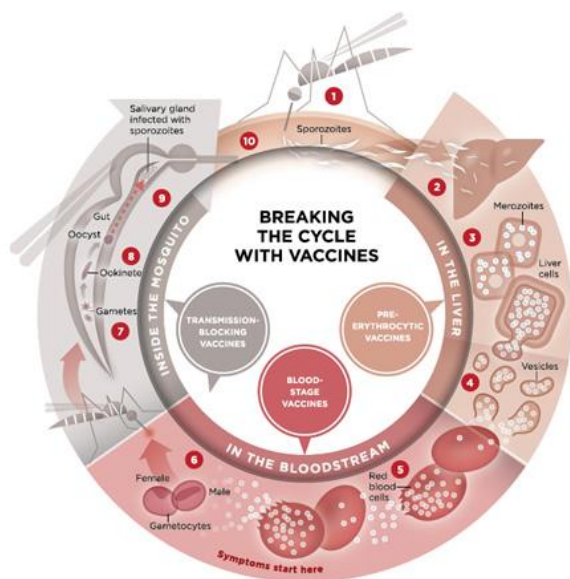 1
Salivary gland
infected with
sporozoites
10
Sporozoites
2
9
Merozoites
Gut
BREAKING
THE CYCLE
WITH VACCINES
3
Oocyst
8
Liver
cells
Ookinete
INSIDE THE MOSQUITO
IN THE LIVER
Gametes
7
TRANSMISSION-
BLOCKING
VACCINES
PRE-
ERYTHROCYTIC
VACCINES
BLOOD-
STAGE
VACCINES
Vesicles
4
IN THE BLOODSTREAM
6
5
Female
Male
Red
blood
cells
Gametocytes
Symptoms start here